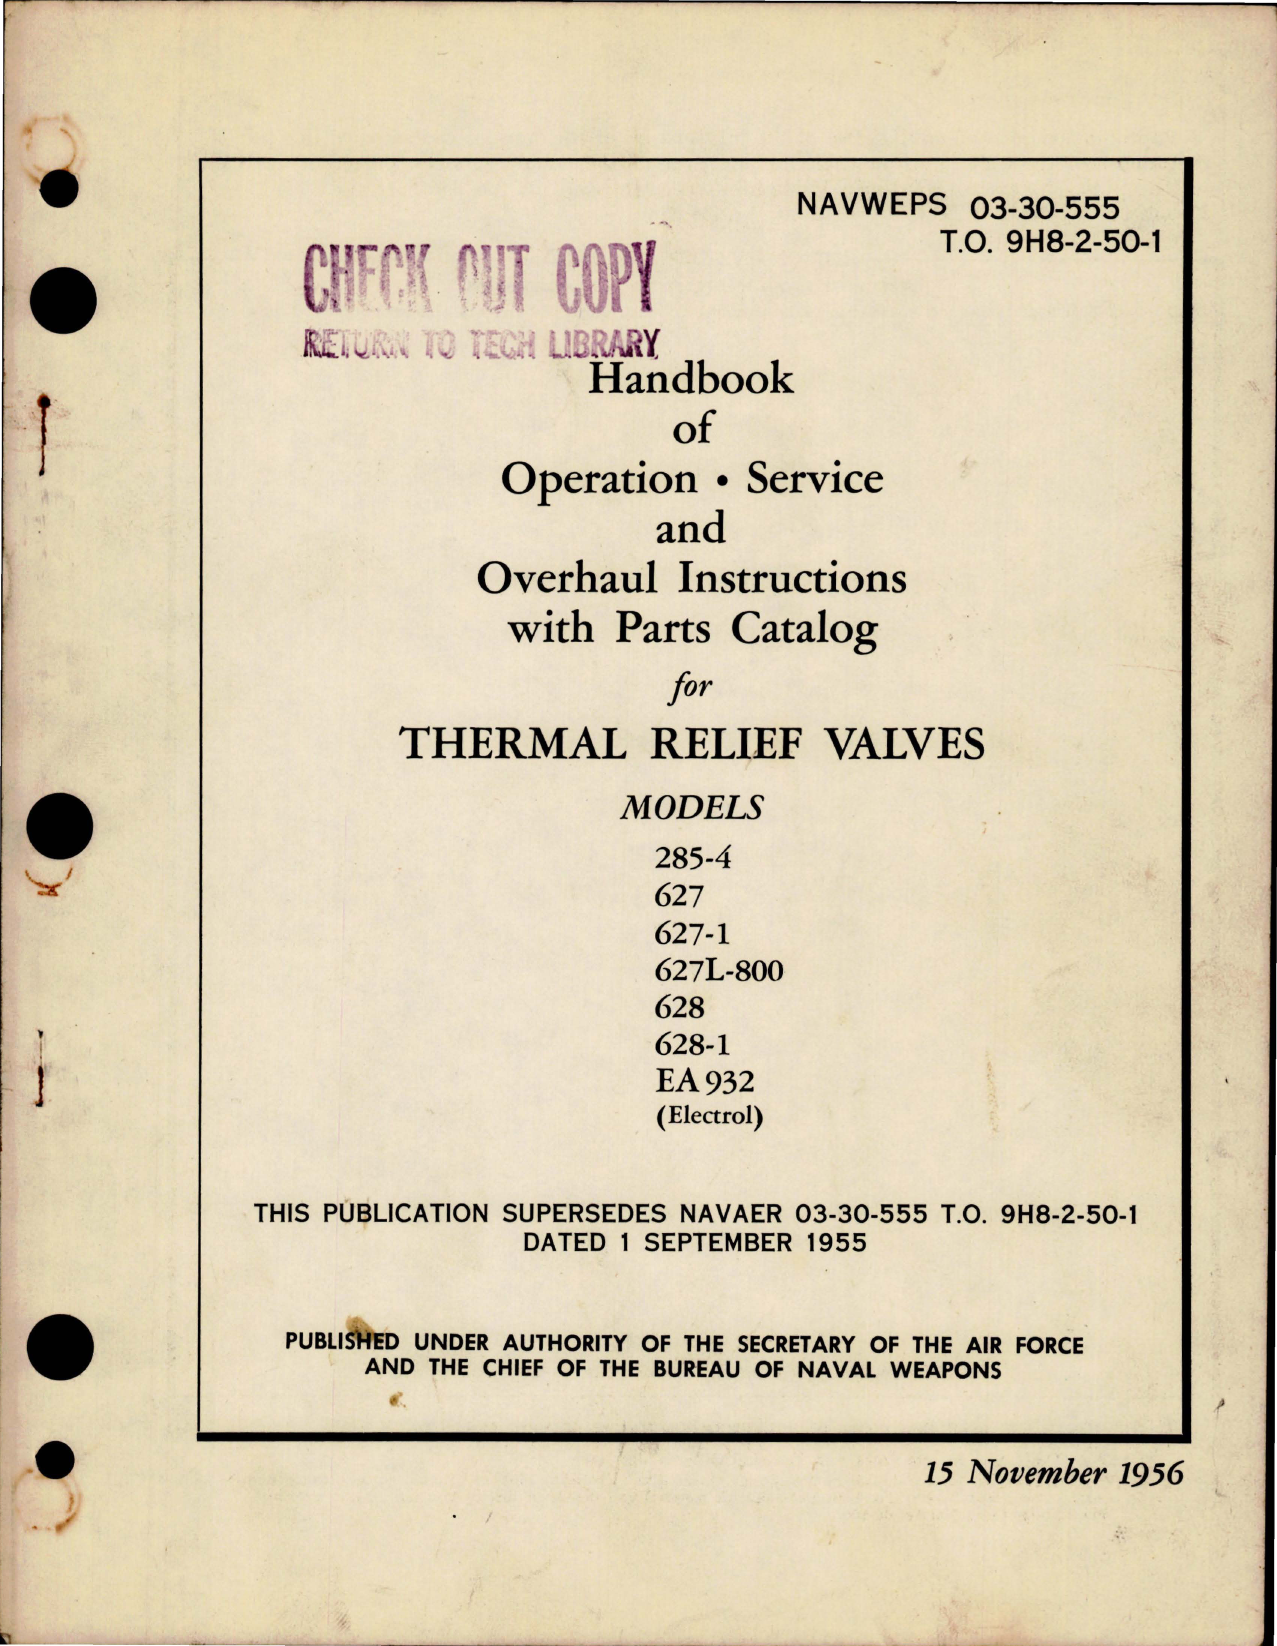 NAVWEPS 03-30-555
T.O. 9H8-2-50-1
CHECK OUT COPY
RETURN TO TECH LIBRARY
Handbook
of
Operation • Service
and
Overhaul Instructions
with Parts Catalog
for
THERMAL RELIEF VALVES
MODELS
285-4
627
627-1
627L-800
628
628-1
EA 932
(Electrol)
THIS PUBLICATION SUPERSEDES NAVAER 03-30-555 T.O. 9H8-2-50-1
DATED 1 SEPTEMBER 1955
PUBLISHED UNDER AUTHORITY OF THE SECRETARY OF THE AIR FORCE
AND THE CHIEF OF THE BUREAU OF NAVAL WEAPONS
15 November 1956